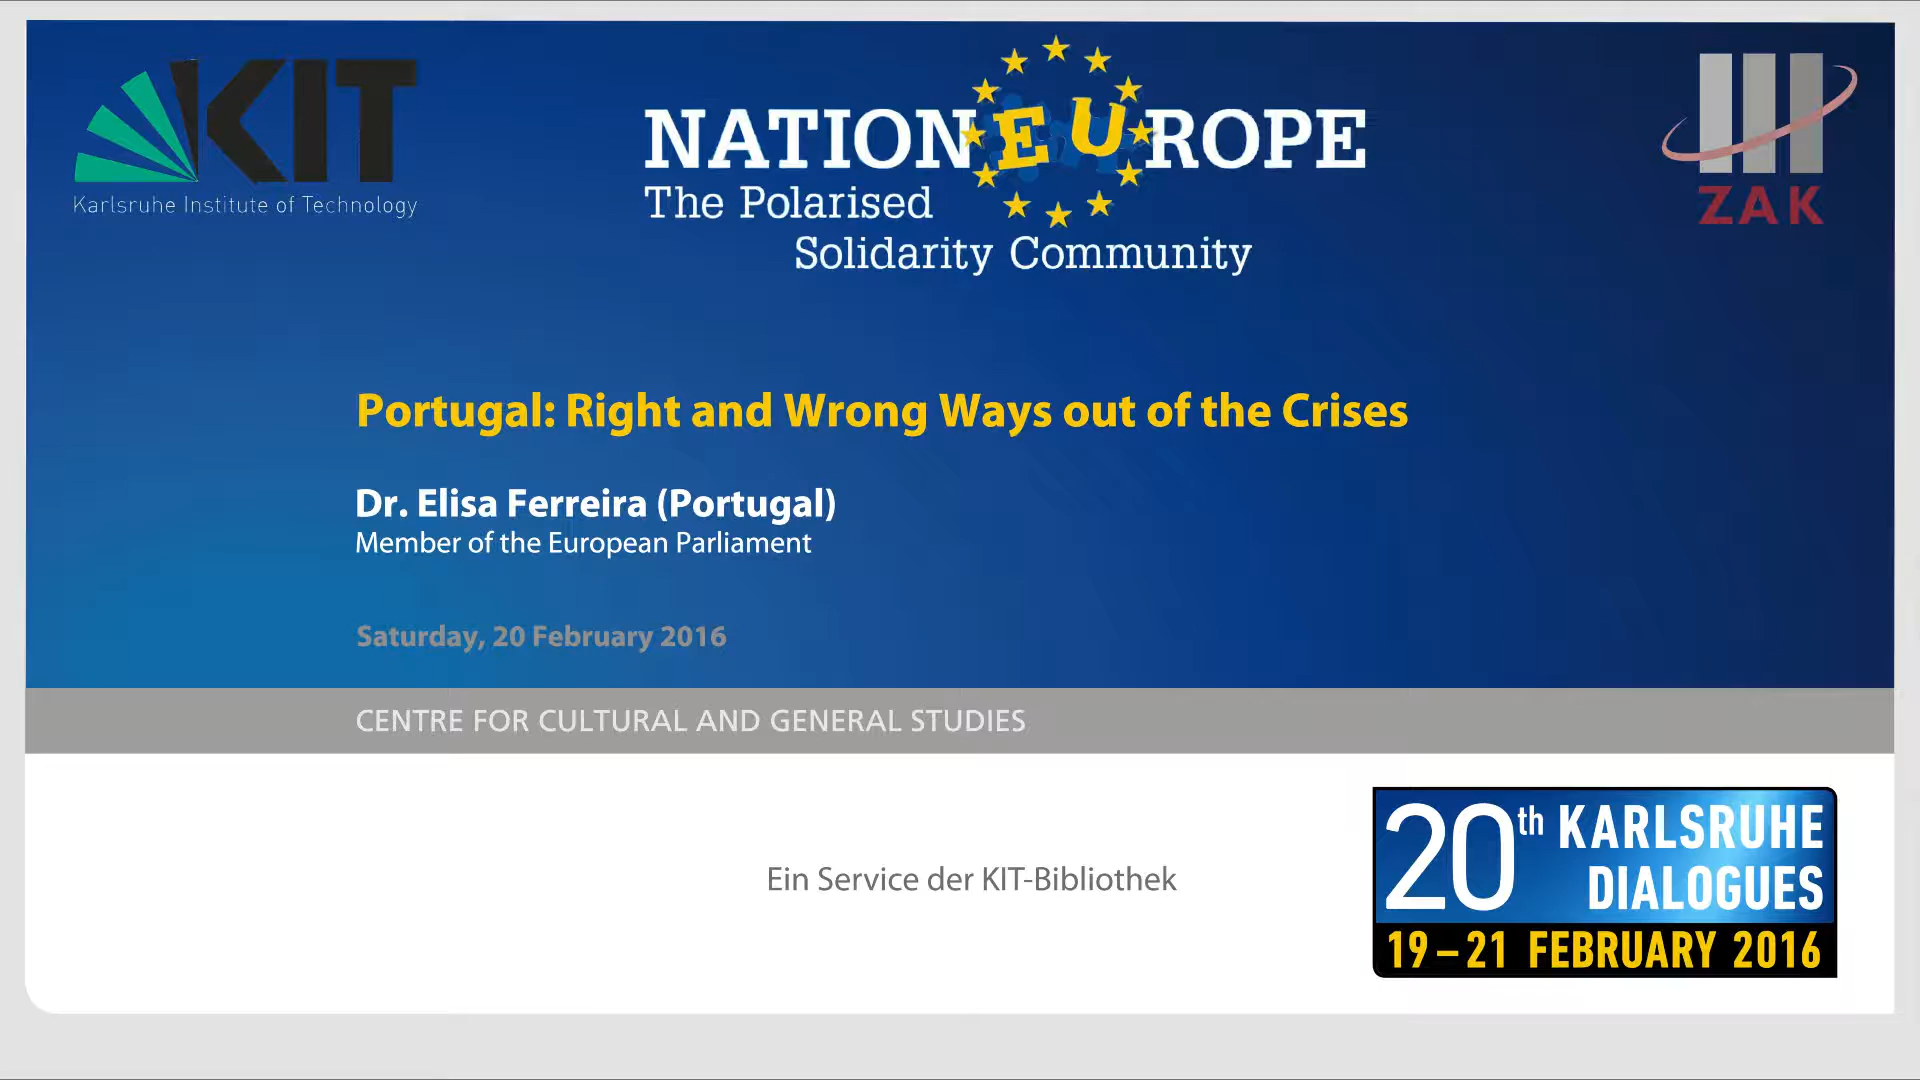 KIT
Karlsruhe Institute of Technology
NATIONEUROPE
The Polarised
Solidarity Community
ZAK
Portugal: Right and Wrong Ways out of the Crises
Dr. Elisa Ferreira (Portugal)
Member of the European Parliament
Saturday, 20 February 2016
CENTRE FOR CULTURAL AND GENERAL STUDIES
Ein Service der KIT-Bibliothek
20th KARLSRUHE
DIALOGUES
19–21 FEBRUARY 2016